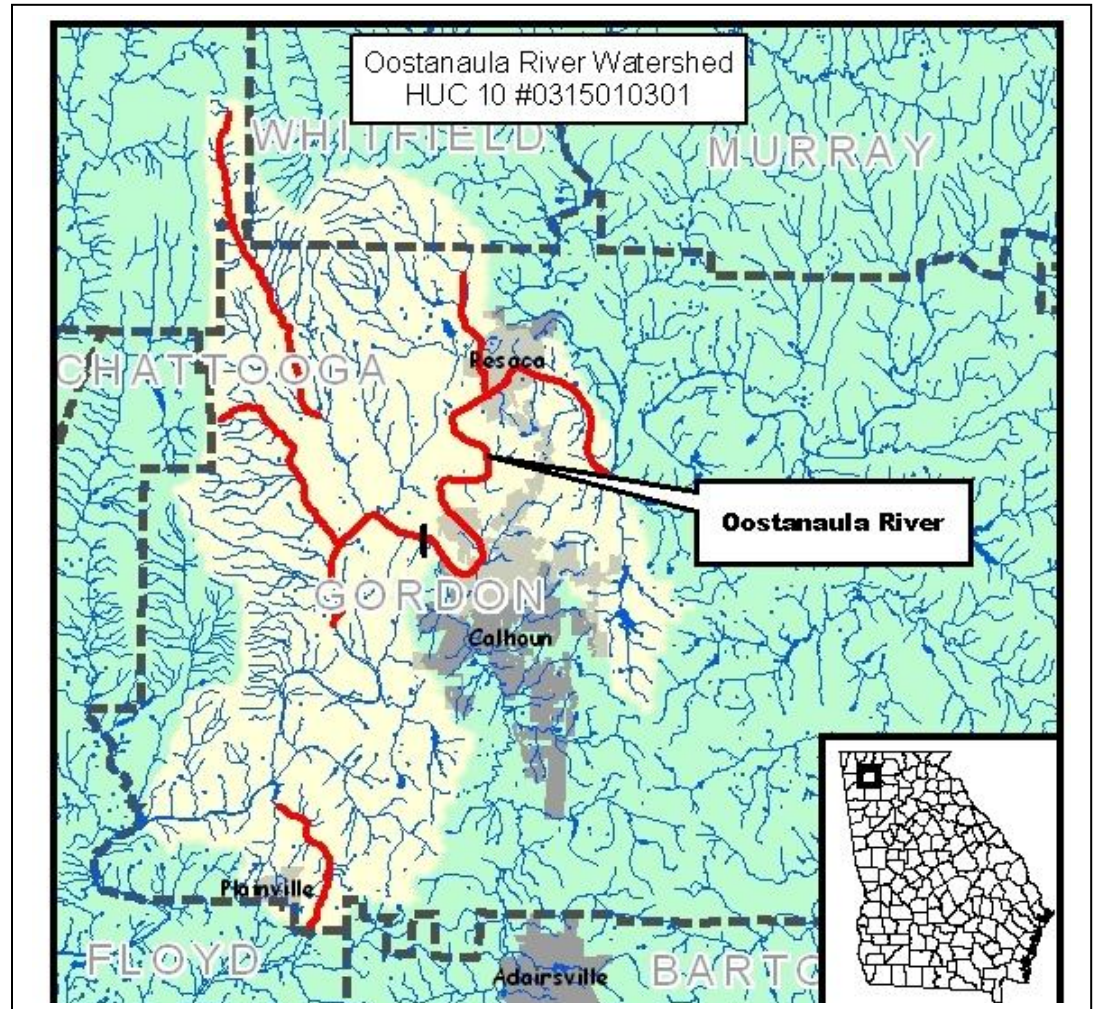 Oostanaula River Watershed
HUC 10 #0315010301
WHITFIELD
MURRAY
Resaca
CHATTOOGA
Oostanaula River
GORDON
Calhoun
Plainville
FLOYD
Adairsville
BARTO